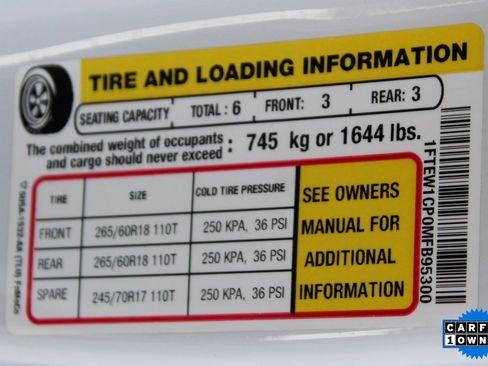 TIRE AND LOADING INFORMATION
SEATING CAPACITY TOTAL : 6 FRONT: 3 REAR: 3
The combined weight of occupants
and cargo should never exceed : 745 kg or 1644 lbs.
TIRE SIZE COLD TIRE PRESSURE
FRONT 265/60R18 110T 250 KPA, 36 PSI
REAR 265/60R18 110T 250 KPA, 36 PSI
SPARE 245/70R17 110T 250 KPA, 36 PSI
SEE OWNERS
MANUAL FOR
ADDITIONAL
INFORMATION
1FTEW1CP0MFB95300
CARF
1 OWN